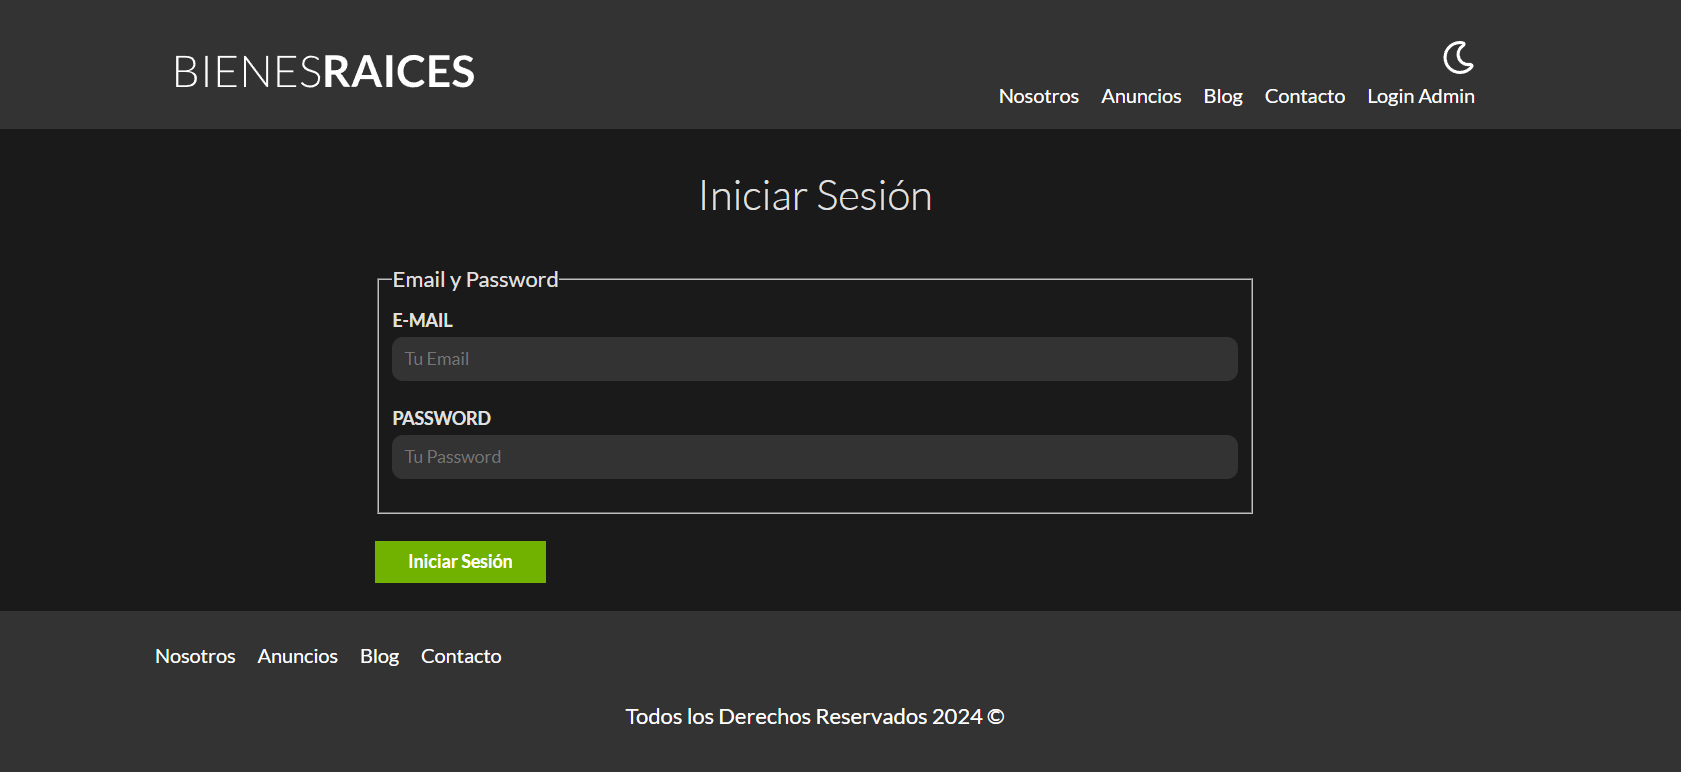 BIENESRAICES
Nosotros Anuncios Blog Contacto Login Admin
Iniciar Sesión
Email y Password
E-MAIL
Tu Email
PASSWORD
Tu Password
Iniciar Sesión
Nosotros Anuncios Blog Contacto
Todos los Derechos Reservados 2024 ©